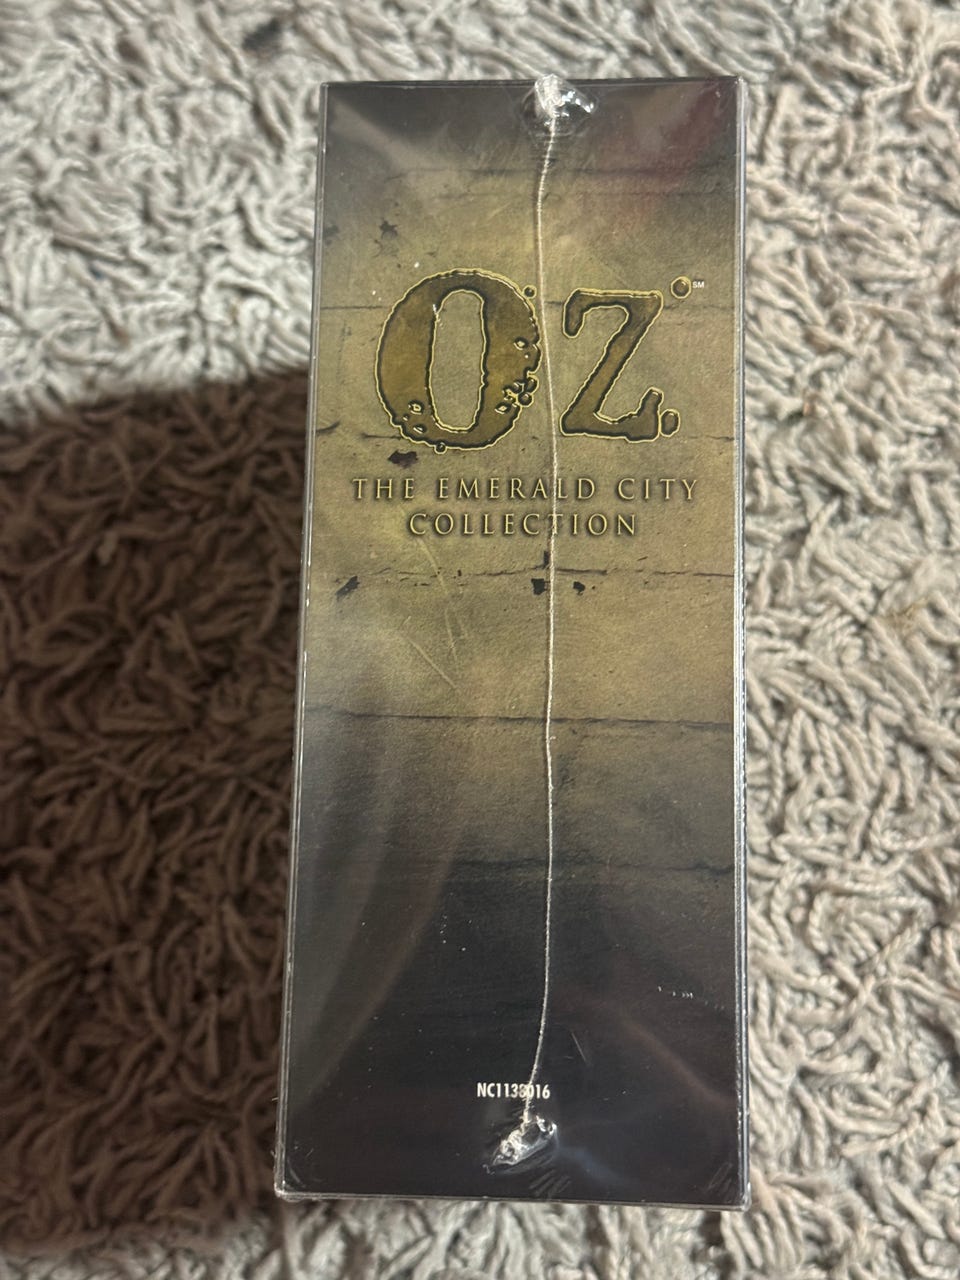 OZ
SM
THE EMERALD CITY
COLLECTION
NC1133016